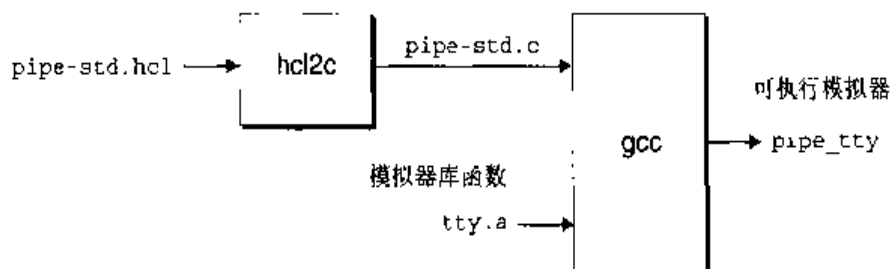 pipe-std.hcl
hcl2c
pipe-std.c
可执行模拟器
gcc
pipe_tty
模拟器库函数
tty.a